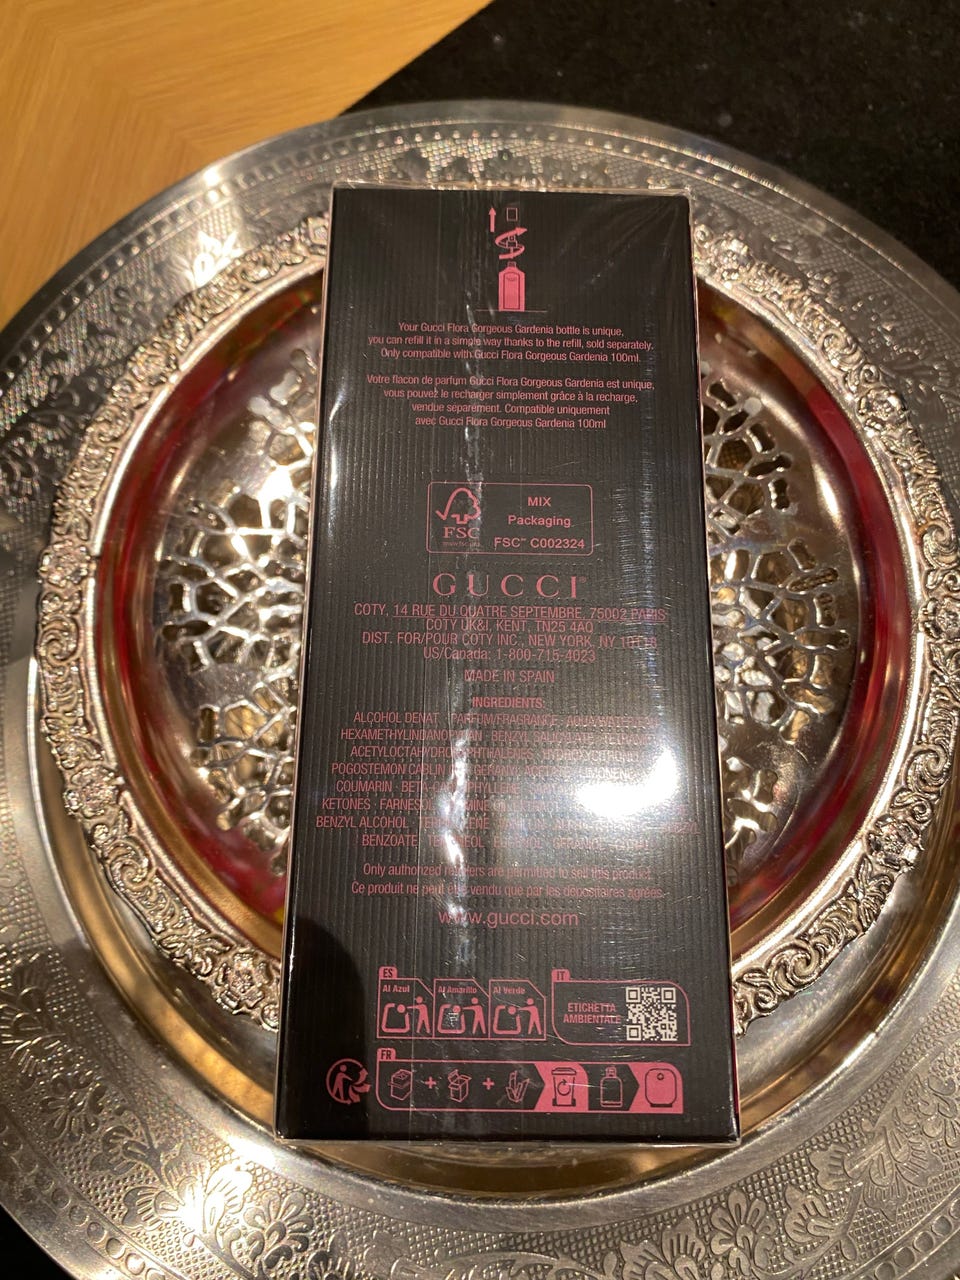 Your Gucci Flora Gorgeous Gardenia bottle is unique,
you can refill it in a simple way thanks to the refill, sold separately.
Only compatible with Gucci Flora Gorgeous Gardenia 100ml.
Votre flacon de parfum Gucci Flora Gorgeous Gardenia est unique,
vous pouvez le recharger simplement grâce à la recharge,
vendue séparément. Compatible uniquement
avec Gucci Flora Gorgeous Gardenia 100ml
FSC
MIX
Packaging
FSC™ C002324
GUCCI
COTY, 14 RUE DU QUATRE SEPTEMBRE, 75002 PARIS
COTY UK&I, KENT, TN25 4AQ
DIST. FOR/POUR COTY INC., NEW YORK, NY 10118
US/Canada: 1-800-715-4023
MADE IN SPAIN
INGREDIENTS:
ALCOHOL DENAT. · PARFUM/FRAGRANCE ·
BENZYL SALICYLATE ·
POGOSTEMON CABLIN
COUMARIN ·
KETONES · FARNESOL
BENZYL ALCOHOL ·
BENZOATE · GERANIOL
Only authorized retailers are permitted to sell this product.
Ce produit ne peut être vendu que par les dépositaires agréés.
www.gucci.com
ES
Al Azul
Al Amarillo
Al Verde
IT
ETICHETTA
AMBIENTALE
FR